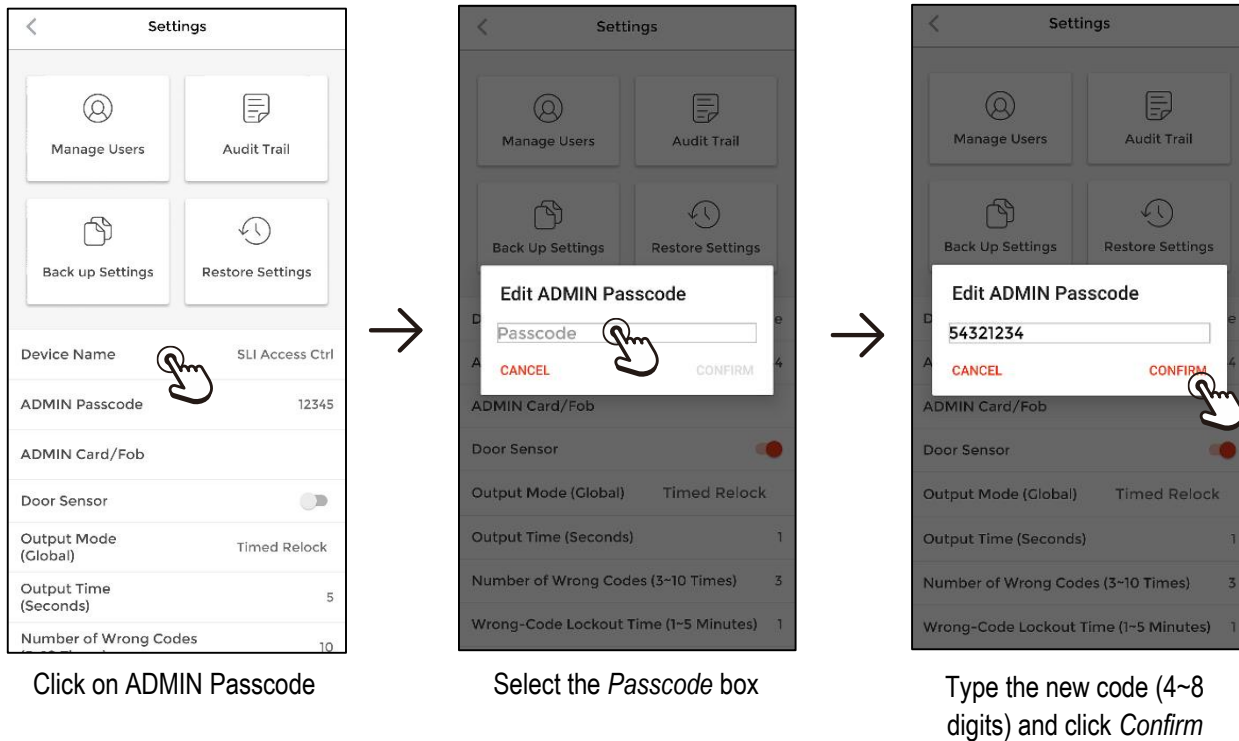 Settings
Manage Users
Audit Trail
Back up Settings
Restore Settings
Device Name SLI Access Ctrl
ADMIN Passcode 12345
ADMIN Card/Fob
Door Sensor
Output Mode
(Global) Timed Relock
Output Time
(Seconds) 5
Number of Wrong Codes
10
Click on ADMIN Passcode
Settings
Manage Users
Audit Trail
Back Up Settings
Restore Settings
Edit ADMIN Passcode
Passcode
CANCEL CONFIRM
ADMIN Card/Fob
Door Sensor
Output Mode (Global) Timed Relock
Output Time (Seconds) 1
Number of Wrong Codes (3~10 Times) 3
Wrong-Code Lockout Time (1~5 Minutes) 1
Select the Passcode box
Settings
Manage Users
Audit Trail
Back Up Settings
Restore Settings
Edit ADMIN Passcode
54321234
CANCEL CONFIRM
ADMIN Card/Fob
Door Sensor
Output Mode (Global) Timed Relock
Output Time (Seconds) 1
Number of Wrong Codes (3~10 Times) 3
Wrong-Code Lockout Time (1~5 Minutes) 1
Type the new code (4~8
digits) and click Confirm